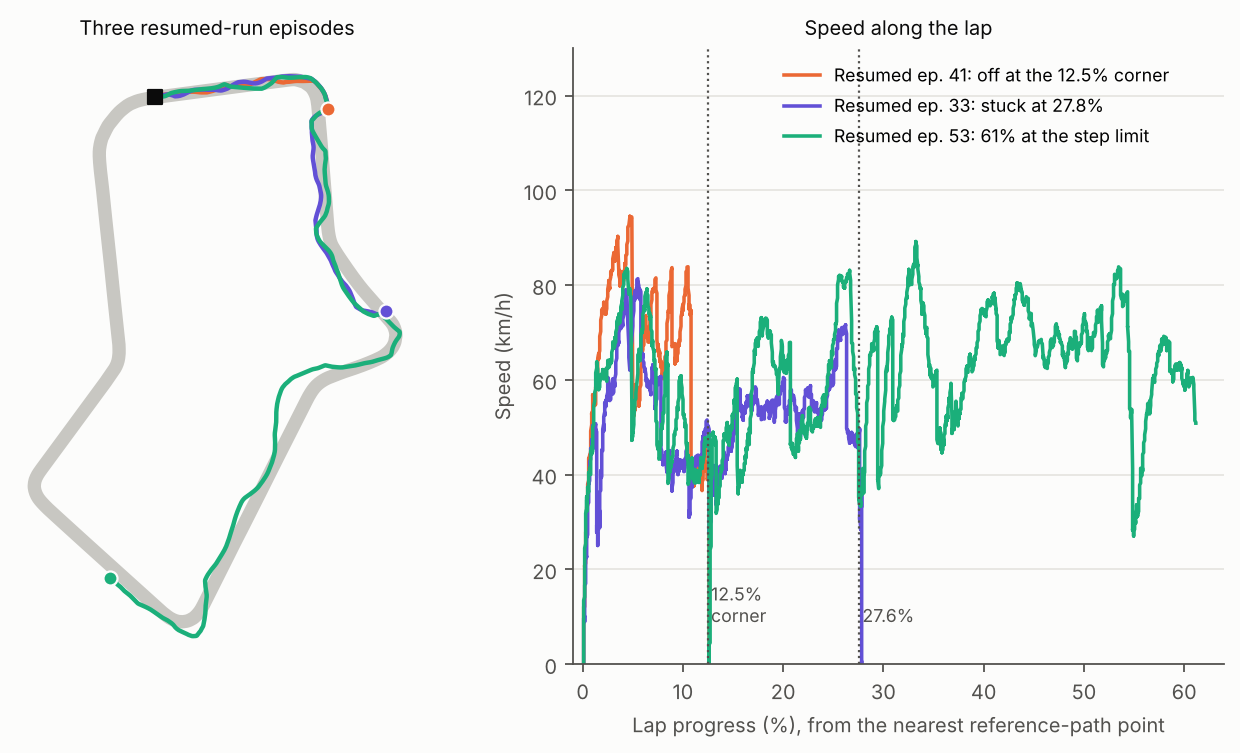 Three resumed-run episodes
Speed along the lap
Resumed ep. 41: off at the 12.5% corner
Resumed ep. 33: stuck at 27.8%
Resumed ep. 53: 61% at the step limit
Speed (km/h)
120
100
80
60
40
20
0
12.5%
corner
27.6%
0 10 20 30 40 50 60
Lap progress (%), from the nearest reference-path point